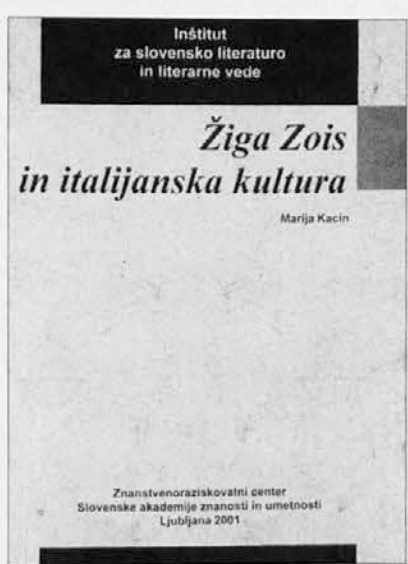 Inštitut
za slovensko literaturo
in literarne vede
Žiga Zois
in italijanska kultura
Marija Kacin
Znanstvenoraziskovalni center
Slovenske akademije znanosti in umetnosti
Ljubljana 2001